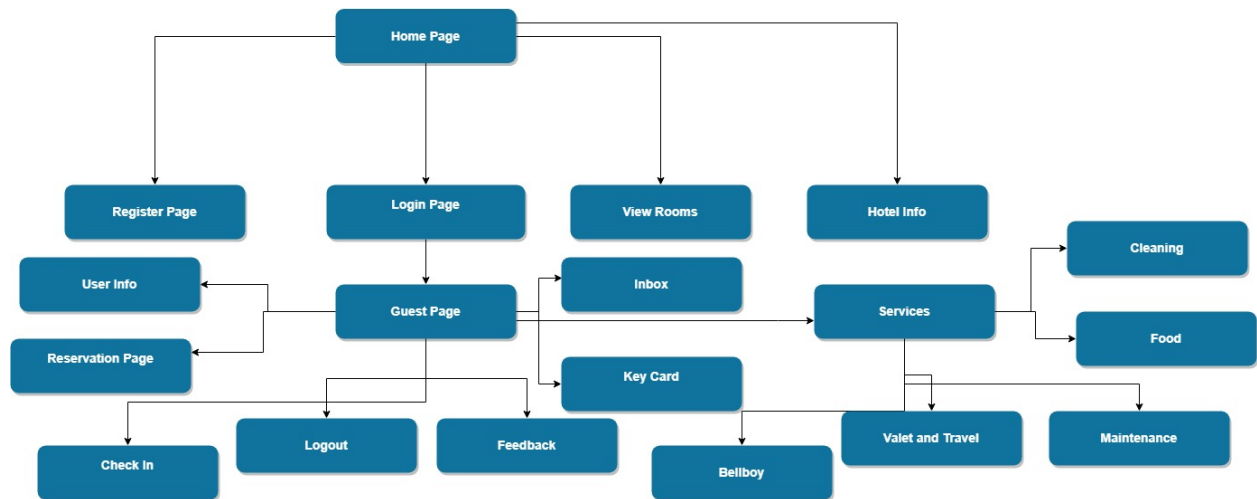 Home Page
Register Page
Login Page
View Rooms
Hotel Info
Cleaning
User Info
Guest Page
Inbox
Services
Food
Reservation Page
Key Card
Check In
Logout
Feedback
Bellboy
Valet and Travel
Maintenance